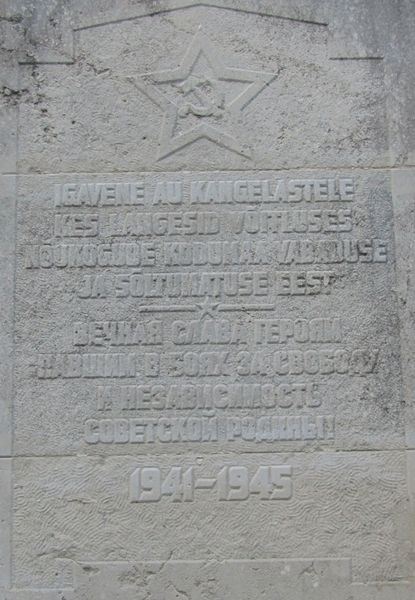 IGAVENE AU KANGELASTELE
KES LANGESID VÕITLUSES
NÕUKOGUDE KODUMAA VABADUSE
JA SÕLTUMATUSE EEST
ВЕЧНАЯ СЛАВА ГЕРОЯМ
ПАВШИМ В БОЯХ ЗА СВОБОДУ
И НЕЗАВИСИМОСТЬ
СОВЕТСКОЙ РОДИНЫ!
1941-1945